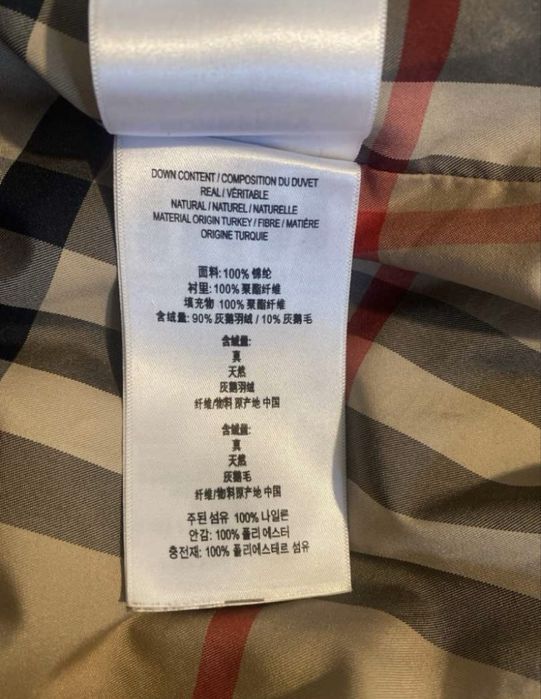 DOWN CONTENT / COMPOSITION DU DUVET
REAL / VÉRITABLE
NATURAL / NATUREL / NATURELLE
MATERIAL ORIGIN TURKEY / FIBRE / MATIÈRE
ORIGINE TURQUIE
面料: 100% 锦纶
衬里: 100% 聚酯纤维
填充物 100% 聚酯纤维
含绒量: 90% 灰鹅羽绒 / 10% 灰鹅毛
含绒量:
真
天然
灰鹅羽绒
纤维/物料 原产地 中国
含绒量:
真
天然
灰鹅毛
纤维/物料 原产地 中国
주된 섬유 100% 나일론
안감: 100% 폴리에스터
충전재: 100% 폴리에스테르 섬유